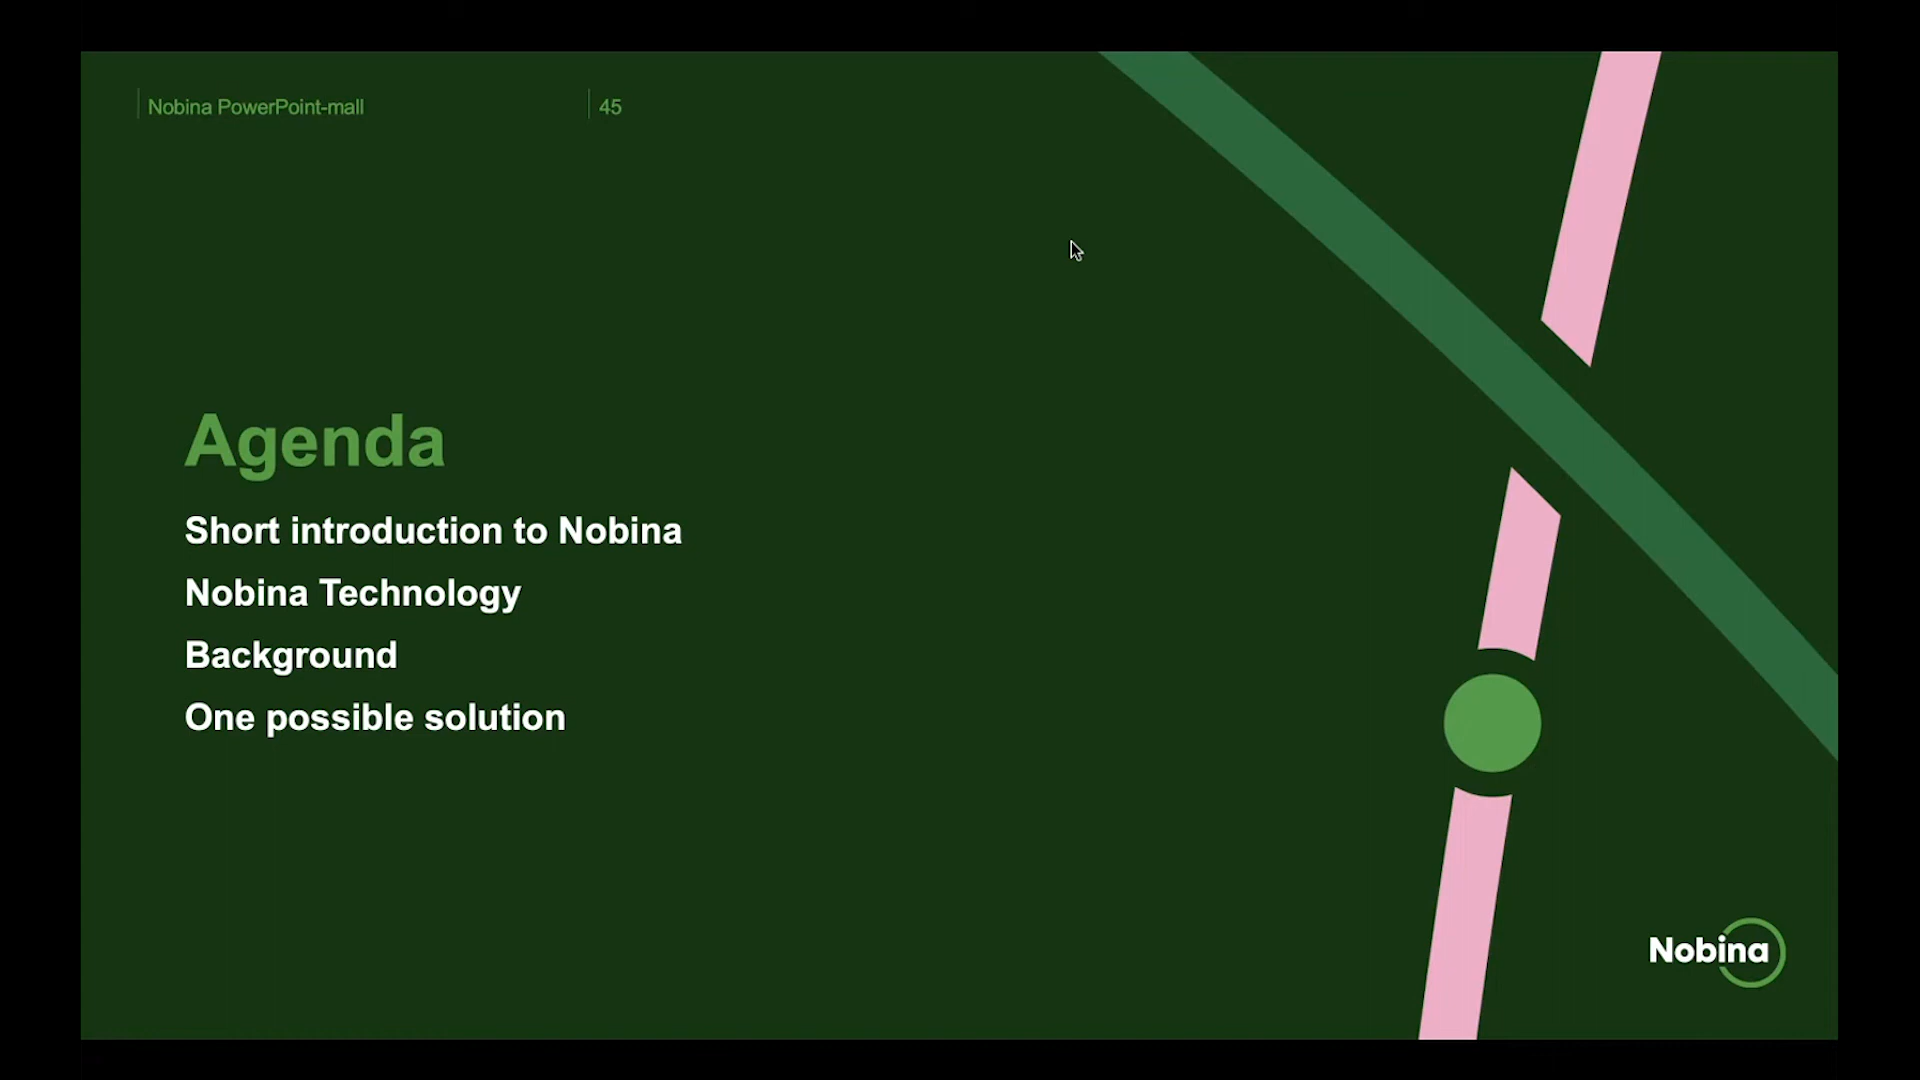 Nobina PowerPoint-mall 45
Agenda
Short introduction to Nobina
Nobina Technology
Background
One possible solution
Nobina